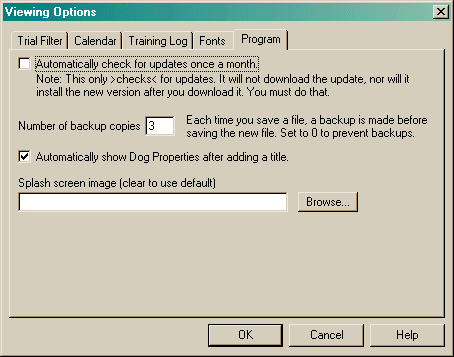 Viewing Options
Trial Filter Calendar Training Log Fonts Program
Automatically check for updates once a month.
Note: This only >checks< for updates. It will not download the update, nor will it
install the new version after you download it. You must do that.
Number of backup copies 3 Each time you save a file, a backup is made before
saving the new file. Set to 0 to prevent backups.
Automatically show Dog Properties after adding a title.
Splash screen image (clear to use default)
Browse...
OK Cancel Help